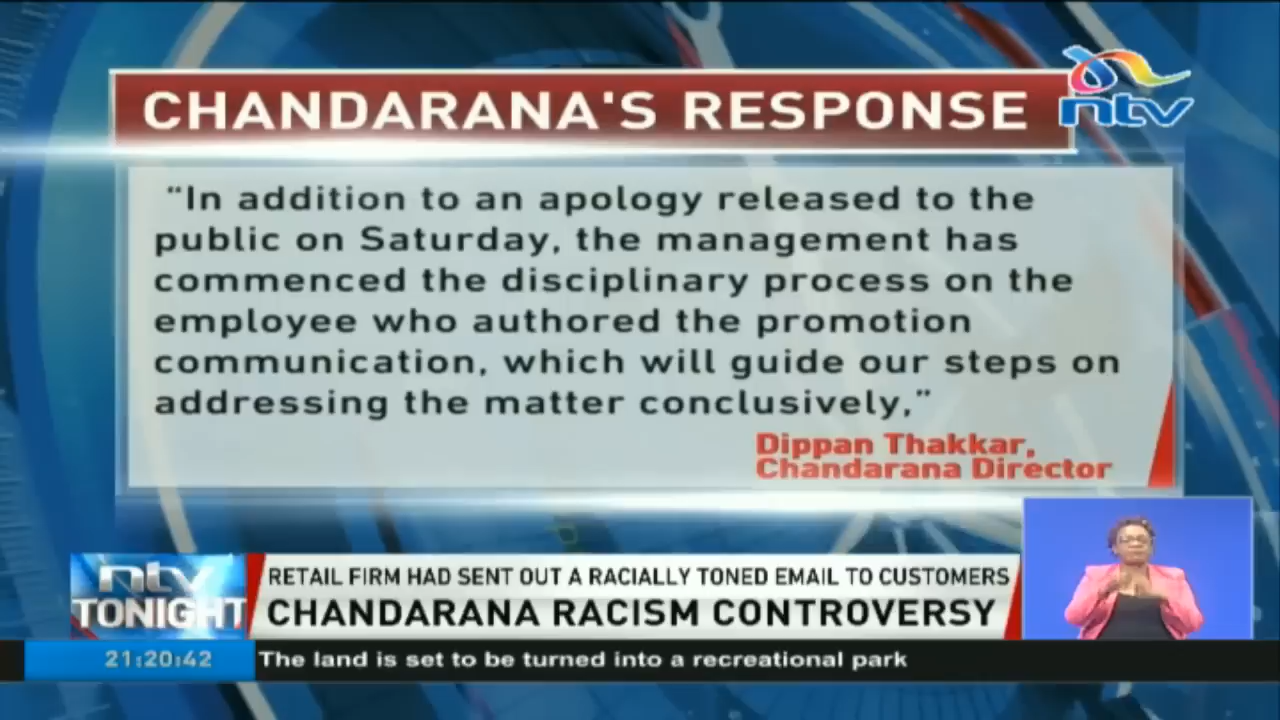 CHANDARANA'S RESPONSE
ntv
"In addition to an apology released to the
public on Saturday, the management has
commenced the disciplinary process on the
employee who authored the promotion
communication, which will guide our steps on
addressing the matter conclusively,"
Dippan Thakkar,
Chandarana Director
ntv
TONIGHT
RETAIL FIRM HAD SENT OUT A RACIALLY TONED EMAIL TO CUSTOMERS
CHANDARANA RACISM CONTROVERSY
21:20:42
The land is set to be turned into a recreational park